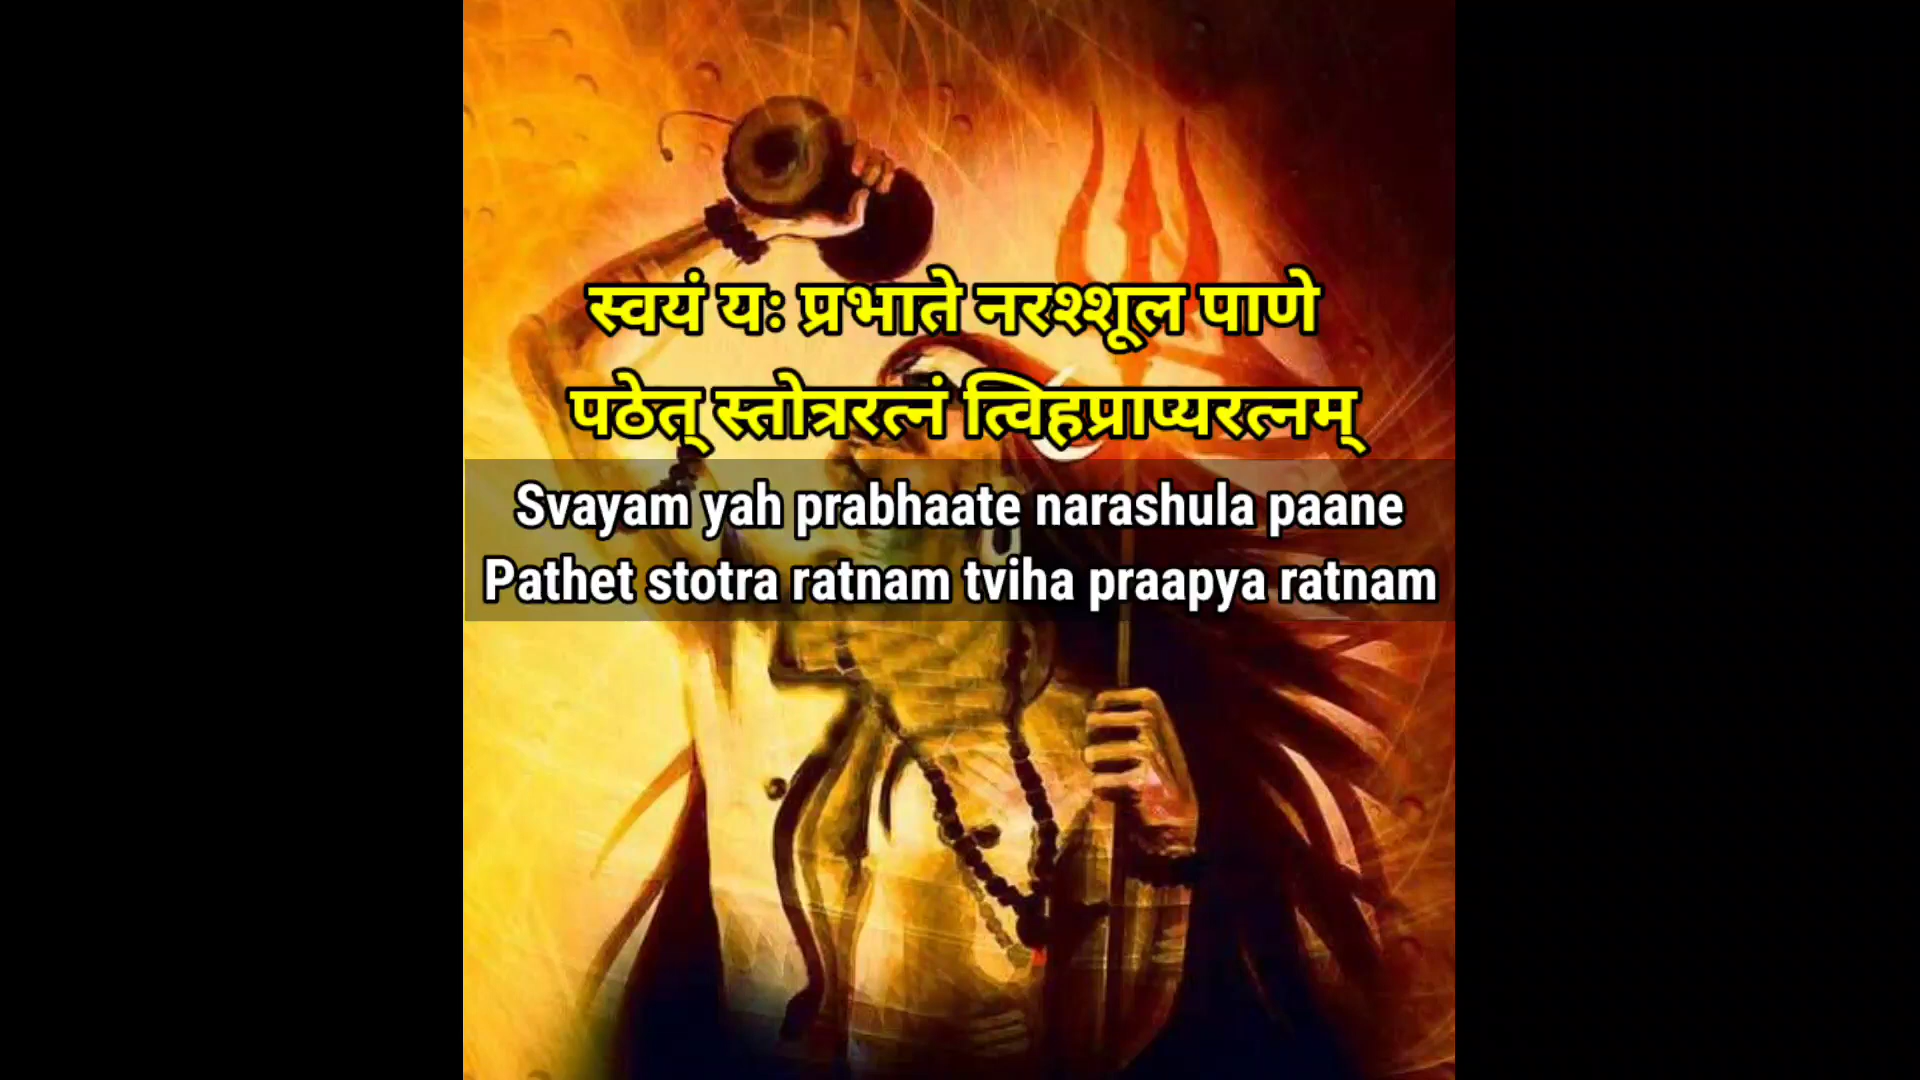 स्वयं यः प्रभाते नरश्शूल पाणे
पठेत् स्तोत्ररत्नं त्विहप्राप्यरत्नम्
Svayam yah prabhaate narashula paane
Pathet stotra ratnam tviha praapya ratnam